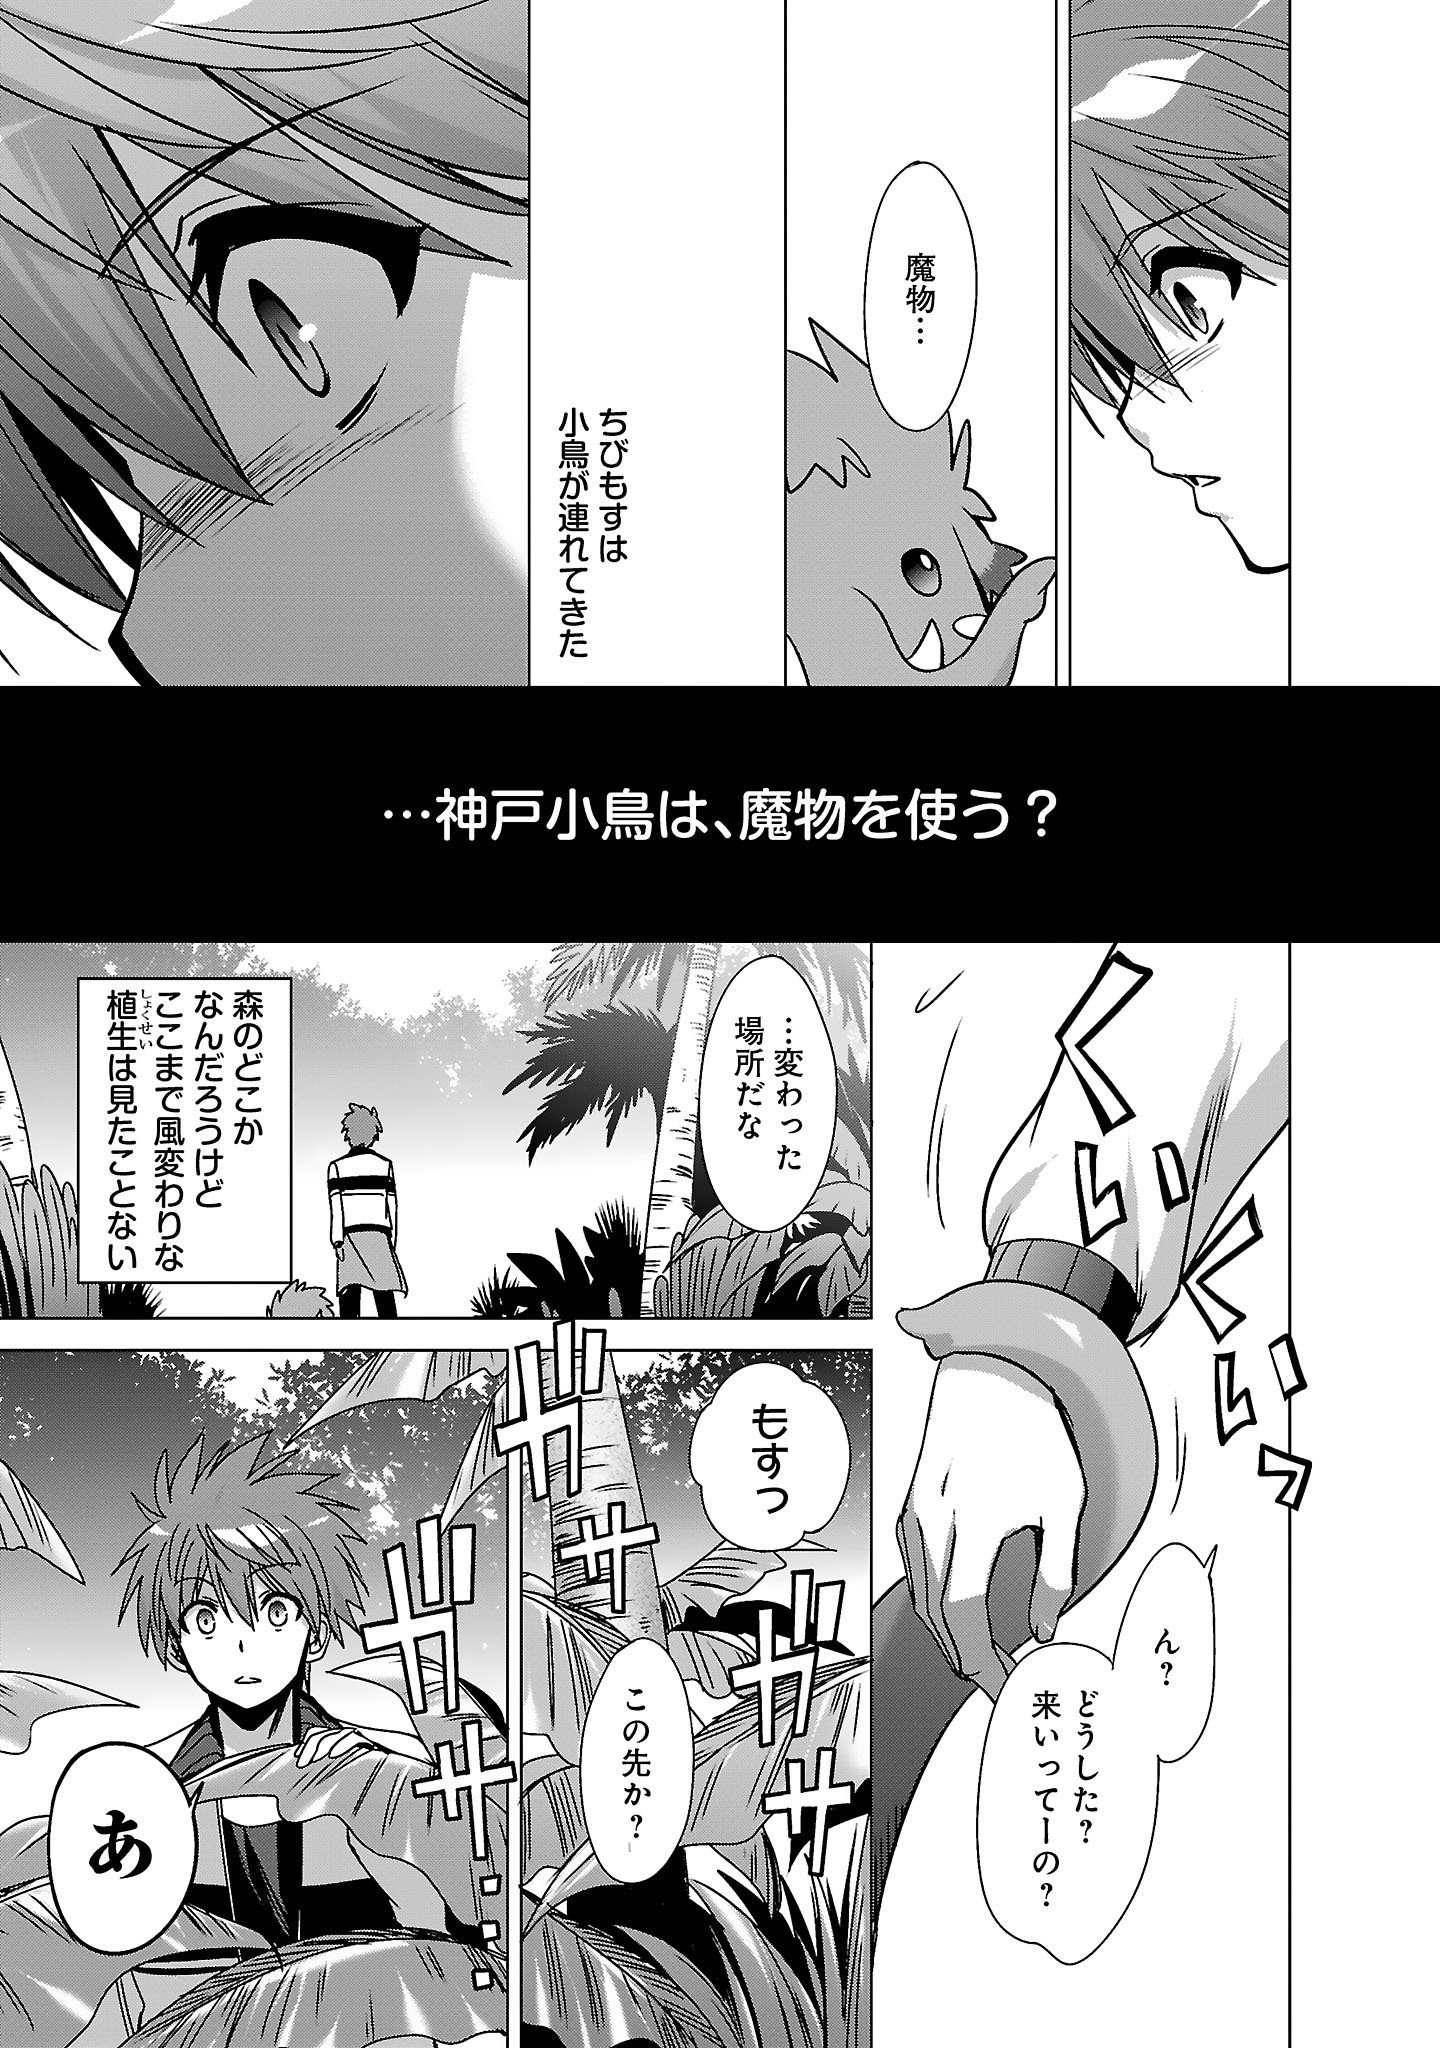 魔物…
ちびもすは
小鳥が連れてきた
…神戸小鳥は、魔物を使う？
ぐい
ぐいっ
ん？
どうした？
来いってーの？
…変わった
場所だな
森のどこか
なんだろうけど
ここまで風変わりな
植生は見たことない
しょくせい
もすっ
ガサ
ガサ
この先か？
ガサ
ガサ…
あ